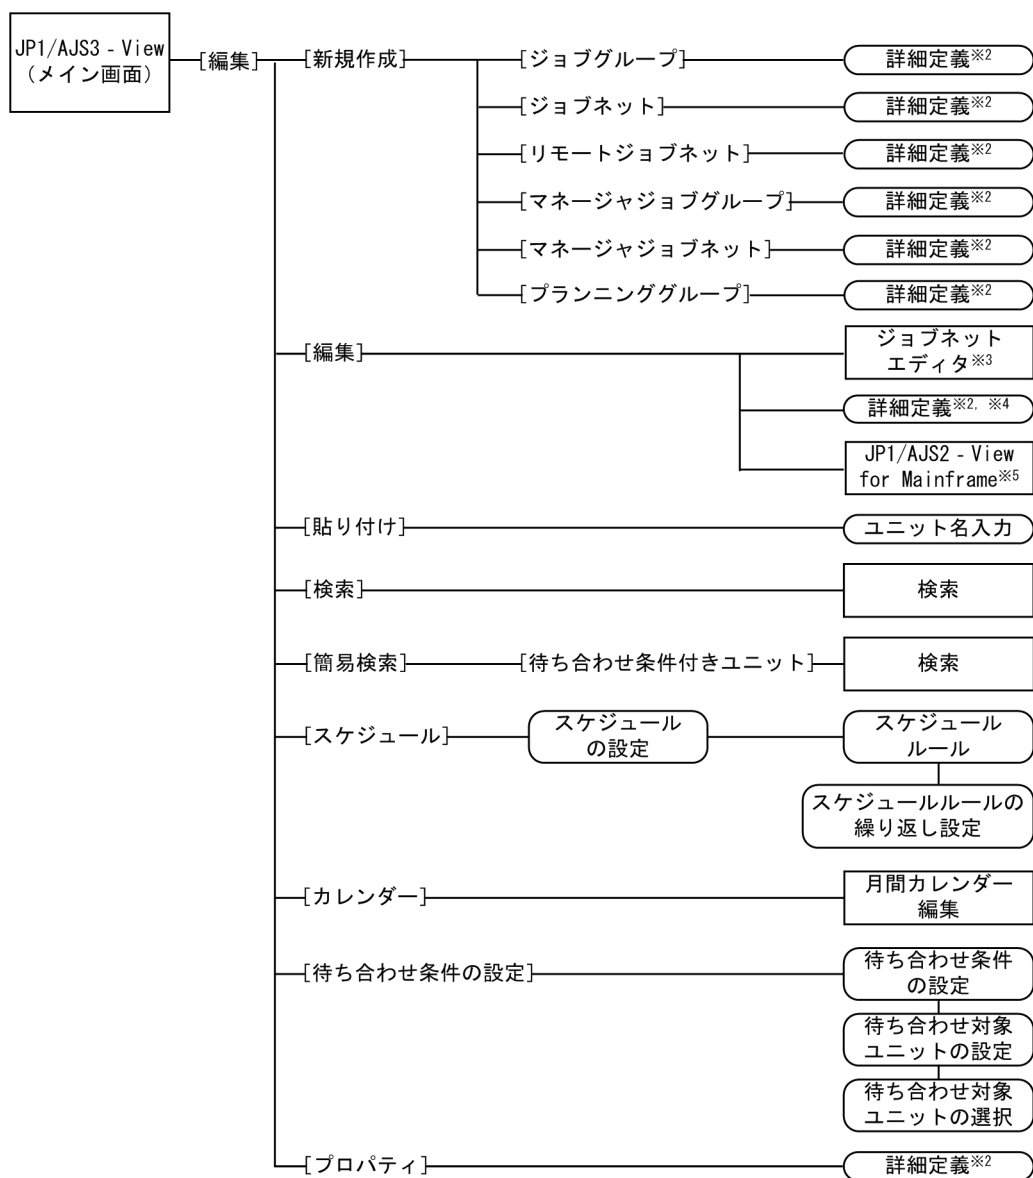 JP1/AJS3 - View
（メイン画面）
[編集]
[新規作成]
[ジョブグループ]
詳細定義※2
[ジョブネット]
詳細定義※2
[リモートジョブネット]
詳細定義※2
[マネージャジョブグループ]
詳細定義※2
[マネージャジョブネット]
詳細定義※2
[プランニンググループ]
詳細定義※2
[編集]
ジョブネット
エディタ※3
詳細定義※2, ※4
JP1/AJS2 - View
for Mainframe※5
[貼り付け]
ユニット名入力
[検索]
検索
[簡易検索]
[待ち合わせ条件付きユニット]
検索
[スケジュール]
スケジュール
の設定
スケジュール
ルール
スケジュールルールの
繰り返し設定
[カレンダー]
月間カレンダー
編集
[待ち合わせ条件の設定]
待ち合わせ条件
の設定
待ち合わせ対象
ユニットの設定
待ち合わせ対象
ユニットの選択
[プロパティ]
詳細定義※2